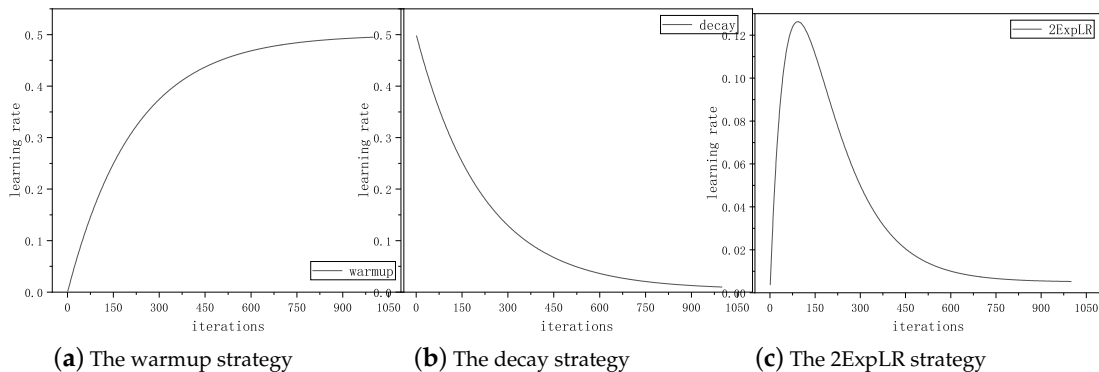 0.5
0.4
0.3
0.2
0.1
0.0
learning rate
warmup
0 150 300 450 600 750 900 1050
iterations
(a) The warmup strategy
0.5
0.4
0.3
0.2
0.1
0.0
learning rate
decay
0 150 300 450 600 750 900 1050
iterations
(b) The decay strategy
0.12
0.10
0.08
0.06
0.04
0.02
0.00
learning rate
2ExpLR
0 150 300 450 600 750 900 1050
iterations
(c) The 2ExpLR strategy